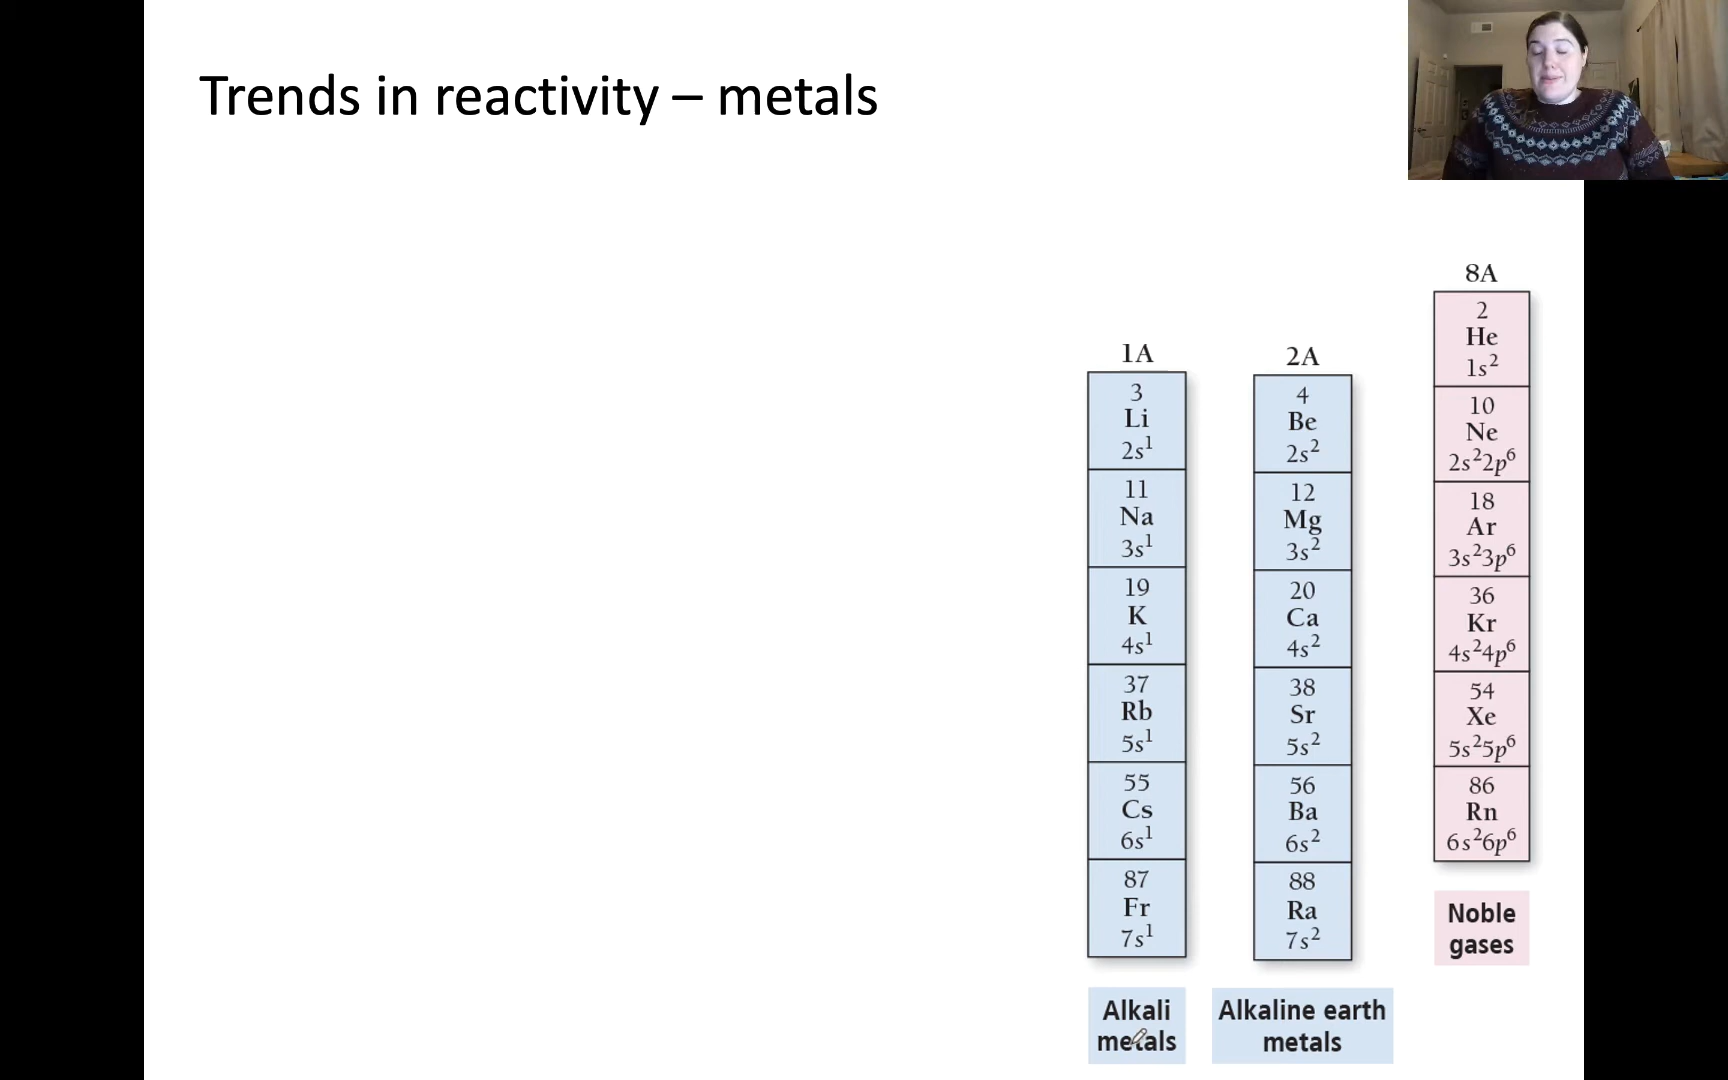 Trends in reactivity – metals
1A
3
Li
2s¹
11
Na
3s¹
19
K
4s¹
37
Rb
5s¹
55
Cs
6s¹
87
Fr
7s¹
Alkali
metals
2A
4
Be
2s²
12
Mg
3s²
20
Ca
4s²
38
Sr
5s²
56
Ba
6s²
88
Ra
7s²
Alkaline earth
metals
8A
2
He
1s²
10
Ne
2s²2p⁶
18
Ar
3s²3p⁶
36
Kr
4s²4p⁶
54
Xe
5s²5p⁶
86
Rn
6s²6p⁶
Noble
gases